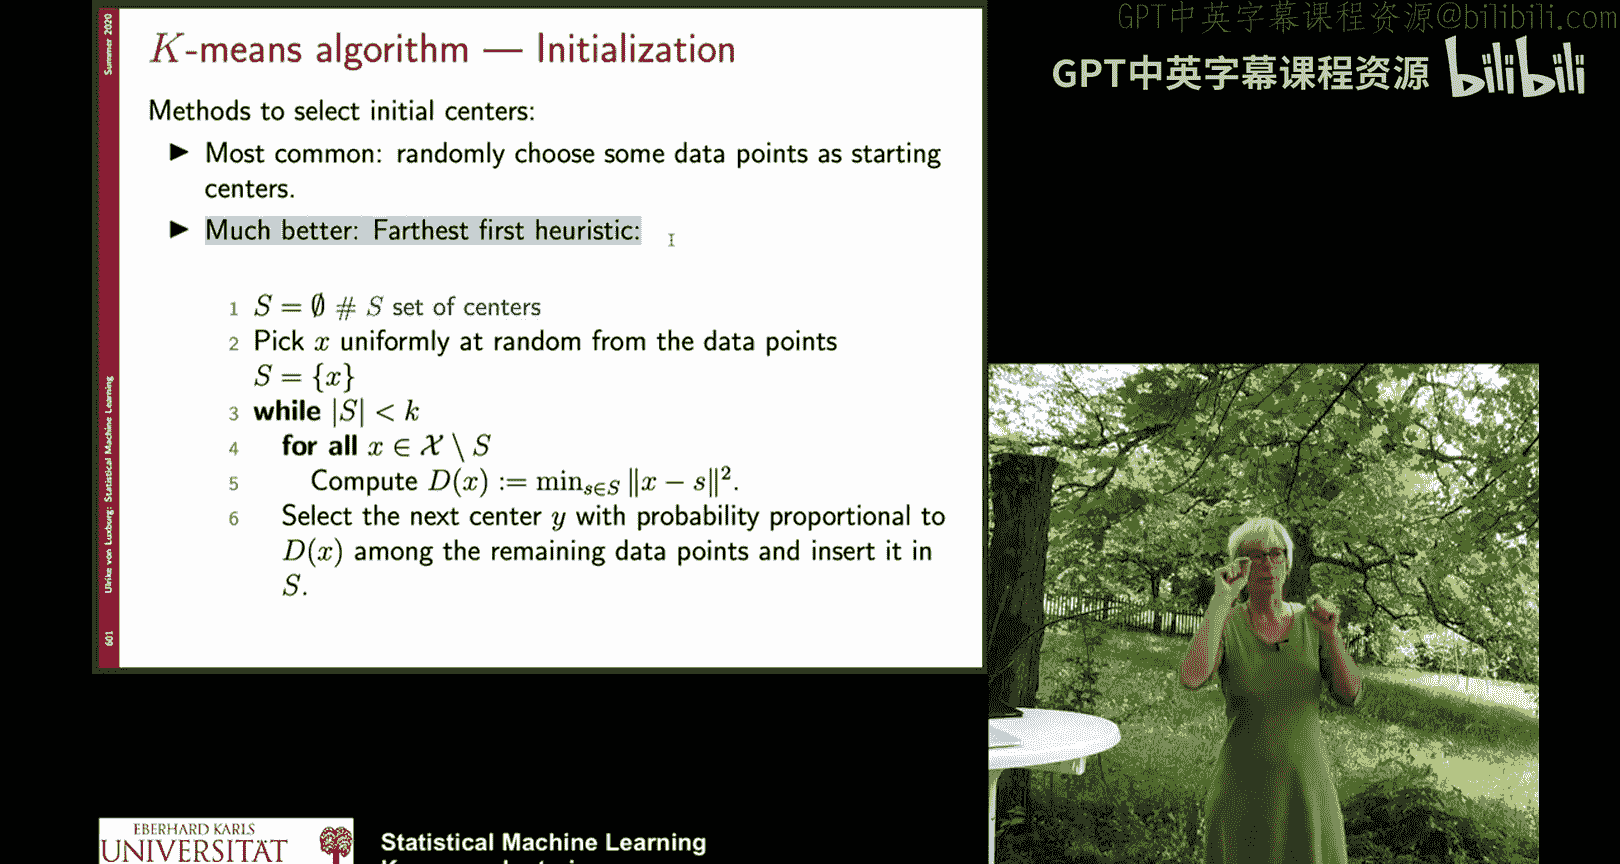 GPT中英字幕课程资源@bilibili.com
GPT中英字幕课程资源 bilibili
Summer 2020
K-means algorithm — Initialization
Methods to select initial centers:
► Most common: randomly choose some data points as starting
centers.
► Much better: Farthest first heuristic:
1 S = ∅ # S set of centers
2 Pick x uniformly at random from the data points
S = {x}
3 while |S| < k
4 for all x ∈ 𝒳 \ S
5 Compute D(x) := min_{s∈S} ‖x − s‖².
6 Select the next center y with probability proportional to
D(x) among the remaining data points and insert it in
S.
Ulrike von Luxburg: Statistical Machine Learning
601
EBERHARD KARLS
UNIVERSITÄT
Statistical Machine Learning